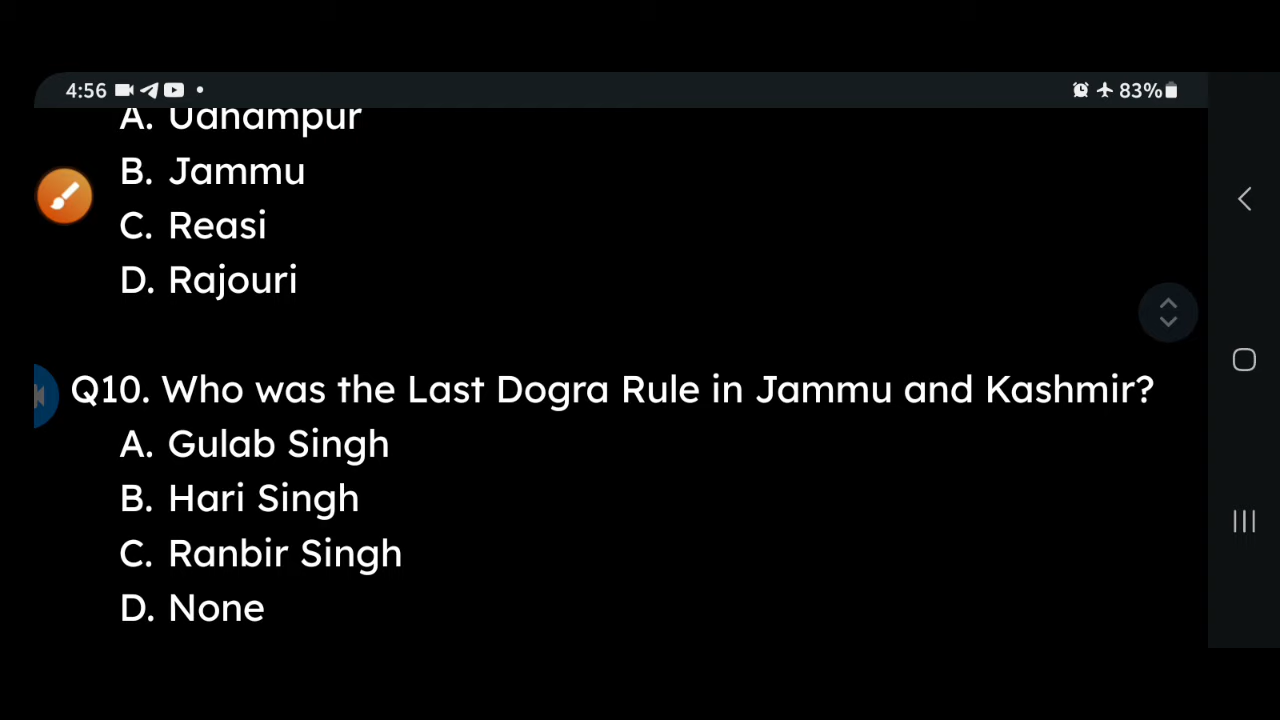 4:56
83%
A. Udhampur
B. Jammu
C. Reasi
D. Rajouri
Q10. Who was the Last Dogra Rule in Jammu and Kashmir?
A. Gulab Singh
B. Hari Singh
C. Ranbir Singh
D. None